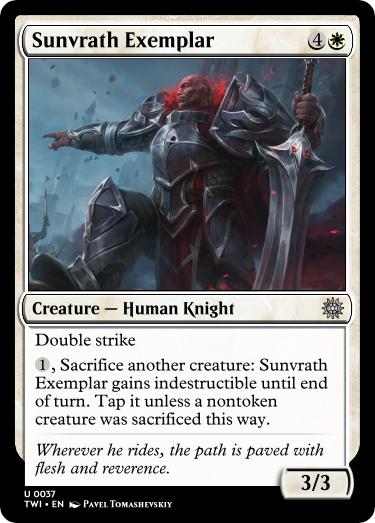 Sunvrath Exemplar 4
Creature — Human Knight
Double strike
1, Sacrifice another creature: Sunvrath
Exemplar gains indestructible until end
of turn. Tap it unless a nontoken
creature was sacrificed this way.
Wherever he rides, the path is paved with
flesh and reverence.
3/3
U 0037
TWI • EN Pavel Tomashevskiy